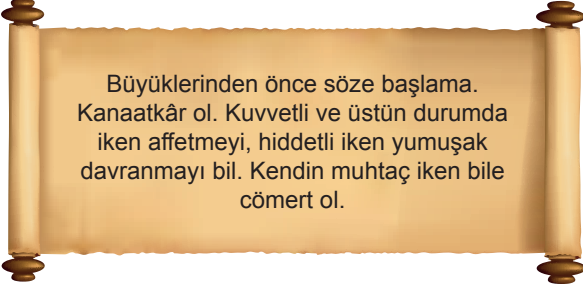 Büyüklerinden önce söze başlama.
Kanaatkâr ol. Kuvvetli ve üstün durumda
iken affetmeyi, hiddetli iken yumuşak
davranmayı bil. Kendin muhtaç iken bile
cömert ol.